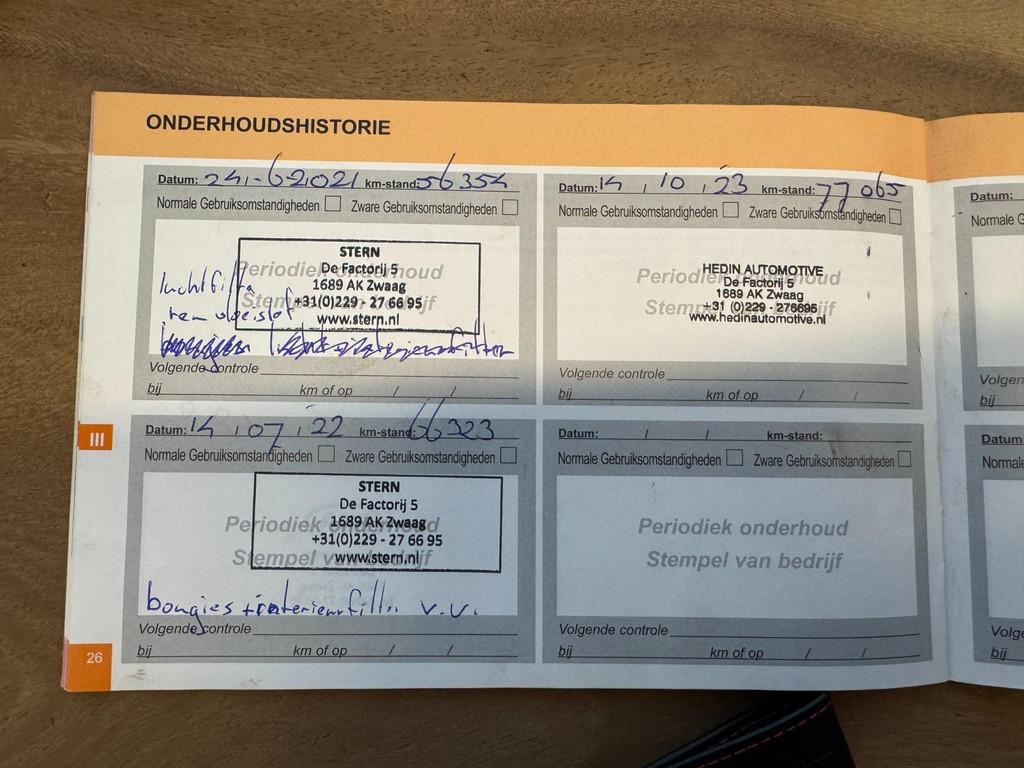 ONDERHOUDSHISTORIE
Datum: 24-6-2021 km-stand: 56354
Normale Gebruiksomstandigheden Zware Gebruiksomstandigheden
Periodiek onderhoud
Stempel van bedrijf
STERN
De Factorij 5
1689 AK Zwaag
+31(0)229 - 27 66 95
www.stern.nl
luchtfilter
remvloeistof
Volgende controle
bij km of op / /
Datum: 14 / 07 / 22 km-stand: 66323
Normale Gebruiksomstandigheden Zware Gebruiksomstandigheden
Periodiek onderhoud
Stempel van bedrijf
STERN
De Factorij 5
1689 AK Zwaag
+31(0)229 - 27 66 95
www.stern.nl
bougies + interieurfilter v.v.
Volgende controle
bij km of op / /
Datum: 14 / 10 / 23 km-stand: 77065
Normale Gebruiksomstandigheden Zware Gebruiksomstandigheden
Periodiek onderhoud
Stempel van bedrijf
HEDIN AUTOMOTIVE
De Factorij 5
1689 AK Zwaag
+31 (0)229 - 276695
www.hedinautomotive.nl
Volgende controle
bij km of op / /
Datum: / / km-stand:
Normale Gebruiksomstandigheden Zware Gebruiksomstandigheden
Periodiek onderhoud
Stempel van bedrijf
Volgende controle
bij km of op / /
Datum:
Normale G
Volgen
bij
Datum
Normale
Volge
bij
III
26